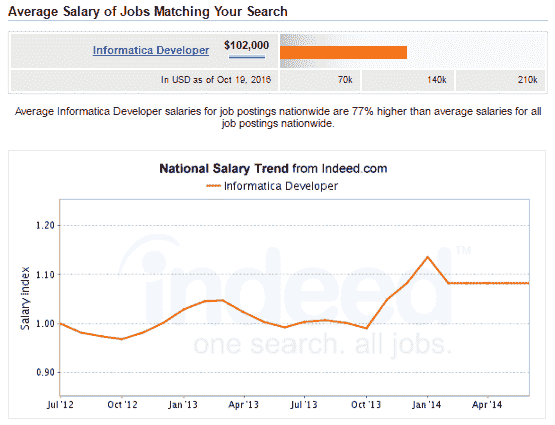 Average Salary of Jobs Matching Your Search
Informatica Developer $102,000
In USD as of Oct 19, 2016 70k 140k 210k
Average Informatica Developer salaries for job postings nationwide are 77% higher than average salaries for all
job postings nationwide.
National Salary Trend from Indeed.com
Informatica Developer
Salary Index
1.20
1.10
1.00
0.90
indeed™
one search. all jobs.
Jul '12 Oct '12 Jan '13 Apr '13 Jul '13 Oct '13 Jan '14 Apr '14